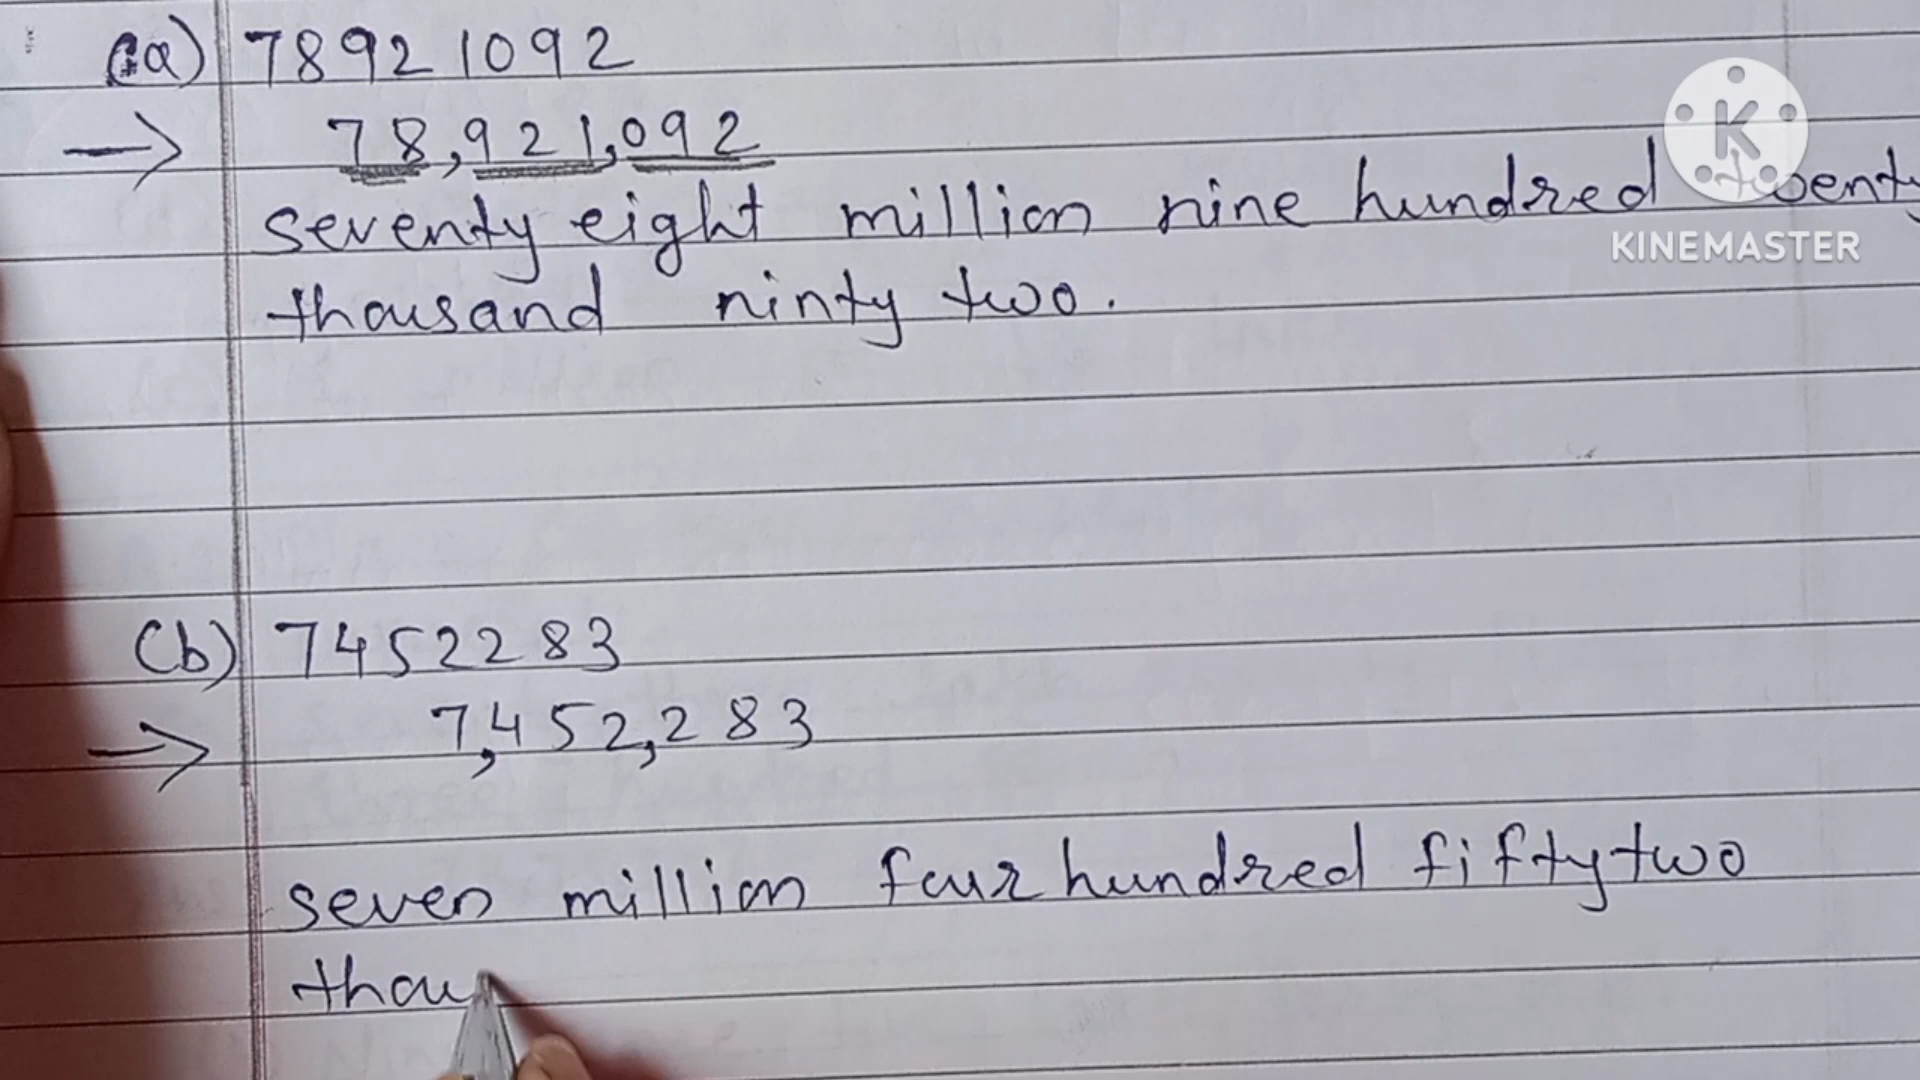 (a) 78921092
→ 78,921,092
seventy eight million nine hundred twenty
thousand ninty two.
KINEMASTER
(b) 7452283
→ 7,452,283
seven million four hundred fifty two
thou